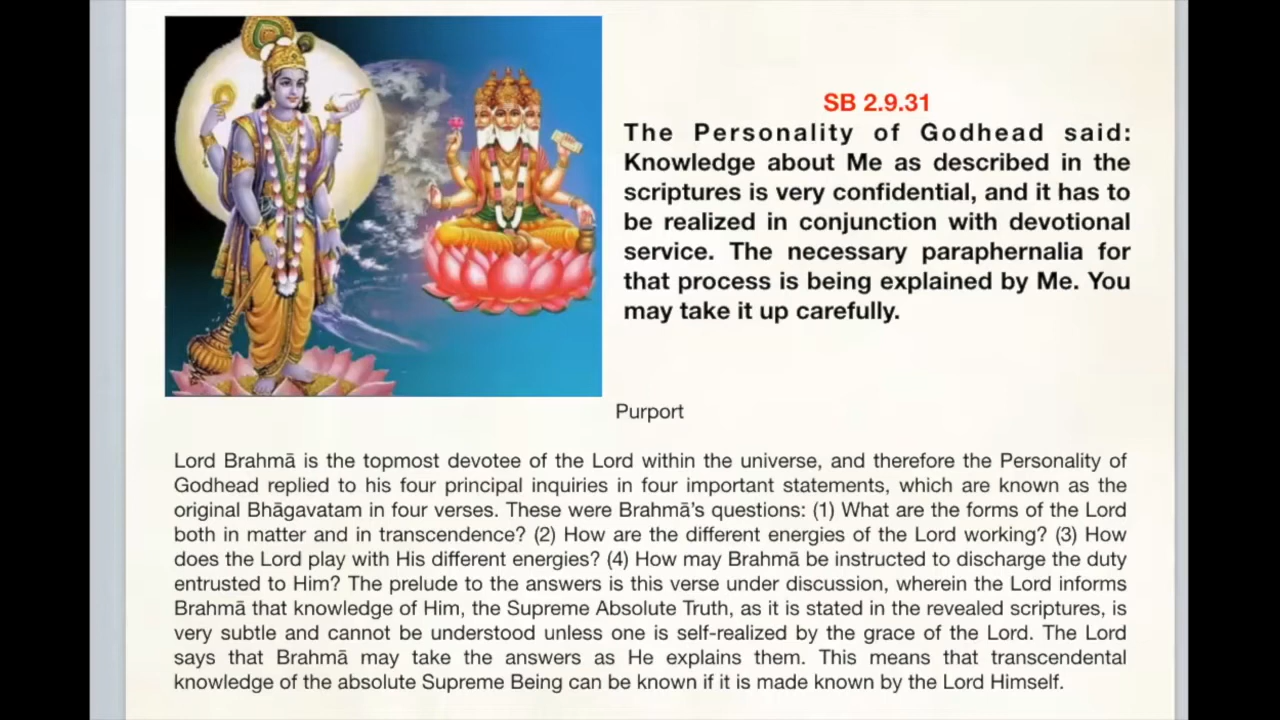 SB 2.9.31
The Personality of Godhead said:
Knowledge about Me as described in the
scriptures is very confidential, and it has to
be realized in conjunction with devotional
service. The necessary paraphernalia for
that process is being explained by Me. You
may take it up carefully.
Purport
Lord Brahmā is the topmost devotee of the Lord within the universe, and therefore the Personality of
Godhead replied to his four principal inquiries in four important statements, which are known as the
original Bhāgavatam in four verses. These were Brahmā's questions: (1) What are the forms of the Lord
both in matter and in transcendence? (2) How are the different energies of the Lord working? (3) How
does the Lord play with His different energies? (4) How may Brahmā be instructed to discharge the duty
entrusted to Him? The prelude to the answers is this verse under discussion, wherein the Lord informs
Brahmā that knowledge of Him, the Supreme Absolute Truth, as it is stated in the revealed scriptures, is
very subtle and cannot be understood unless one is self-realized by the grace of the Lord. The Lord
says that Brahmā may take the answers as He explains them. This means that transcendental
knowledge of the absolute Supreme Being can be known if it is made known by the Lord Himself.